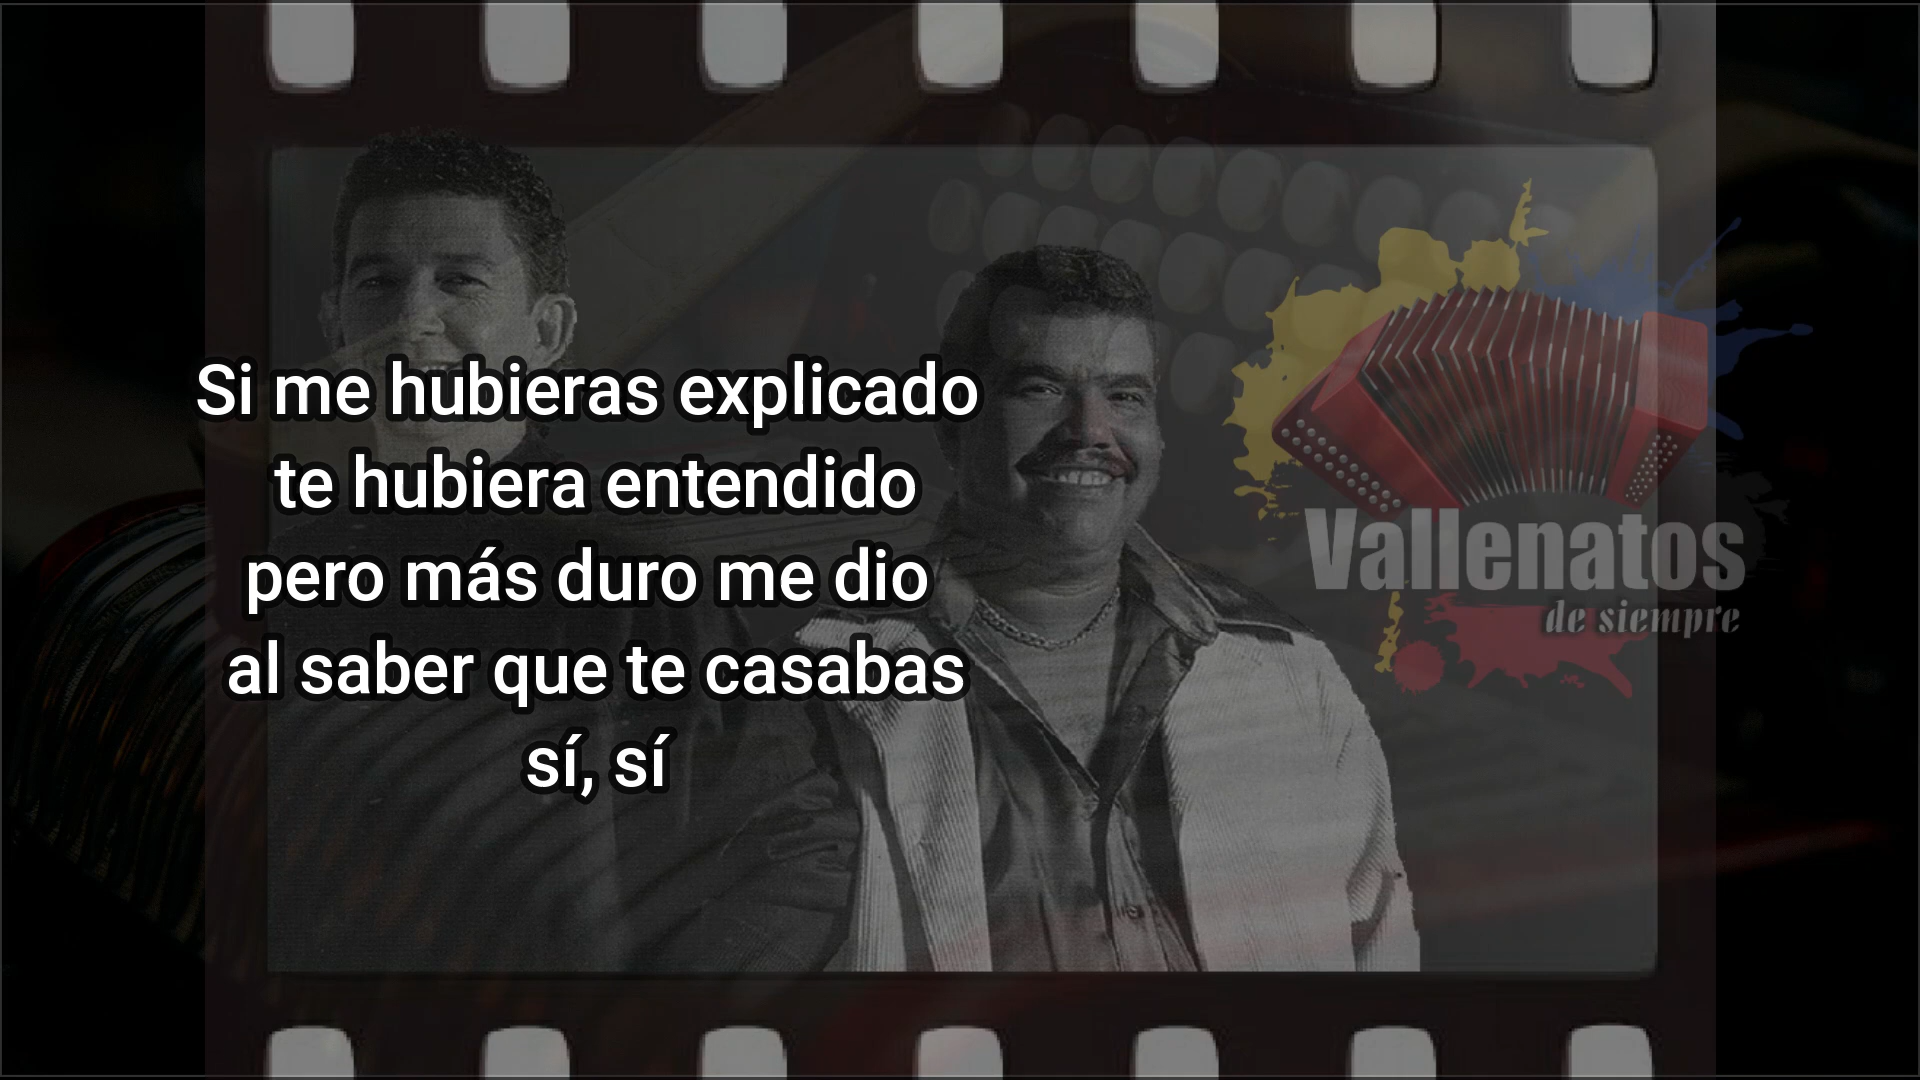 Si me hubieras explicado
te hubiera entendido
pero más duro me dio
al saber que te casabas
sí, sí
Vallenatos
de siempre